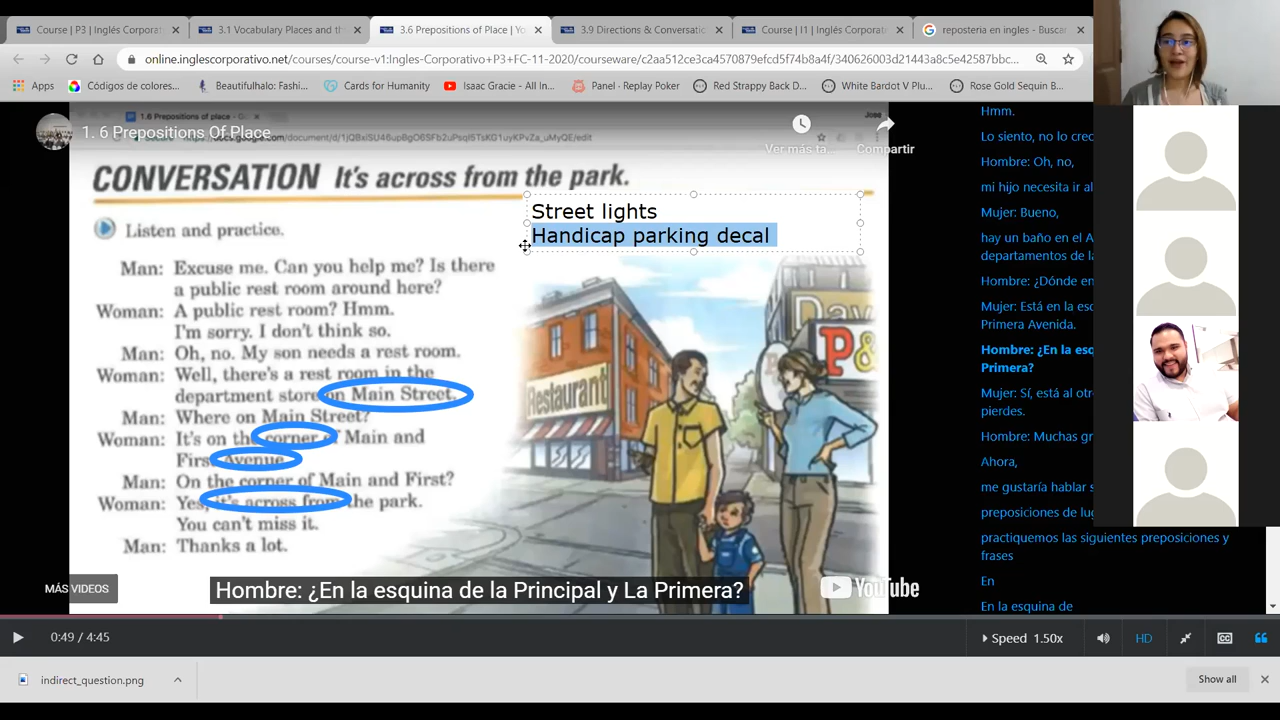 Course | P3 | Inglés Corporat
3.1 Vocabulary Places and th
3.6 Prepositions of Place | Yo
3.9 Directions & Conversatio
Course | I1 | Inglés Corporati
reposteria en ingles - Buscar
online.inglescorporativo.net/courses/course-v1:Ingles-Corporativo+P3+FC-11-2020/courseware/c2aa512ce3ca4570879efcd5f74b8a4f/340626003d21443a8c5e42587bbc...
Apps
Códigos de colores...
Beautifulhalo: Fashi...
Cards for Humanity
Isaac Gracie - All In...
Panel · Replay Poker
Red Strappy Back D...
White Bardot V Plu...
Rose Gold Sequin B...
1. 6 Prepositions Of Place
Ver más ta...
Compartir
CONVERSATION It's across from the park.
Street lights
Handicap parking decal
Listen and practice.
Man: Excuse me. Can you help me? Is there
a public rest room around here?
Woman: A public rest room? Hmm.
I'm sorry. I don't think so.
Man: Oh, no. My son needs a rest room.
Woman: Well, there's a rest room in the
department store on Main Street.
Man: Where on Main Street?
Woman: It's on the corner of Main and
First Avenue.
Man: On the corner of Main and First?
Woman: Yes, it's across from the park.
You can't miss it.
Man: Thanks a lot.
Restaurant
P&
MÁS VIDEOS
Hombre: ¿En la esquina de la Principal y La Primera?
YouTube
Hmm.
Lo siento, no lo crec
Hombre: Oh, no,
mi hijo necesita ir al
Mujer: Bueno,
hay un baño en el A
departamentos de la
Hombre: ¿Dónde en
Mujer: Está en la esc
Primera Avenida.
Hombre: ¿En la esq
Primera?
Mujer: Sí, está al otr
pierdes.
Hombre: Muchas gr
Ahora,
me gustaría hablar s
preposiciones de lug
practiquemos las siguientes preposiciones y
frases
En
En la esquina de
0:49 / 4:45
Speed 1.50x
HD
CC
indirect_question.png
Show all